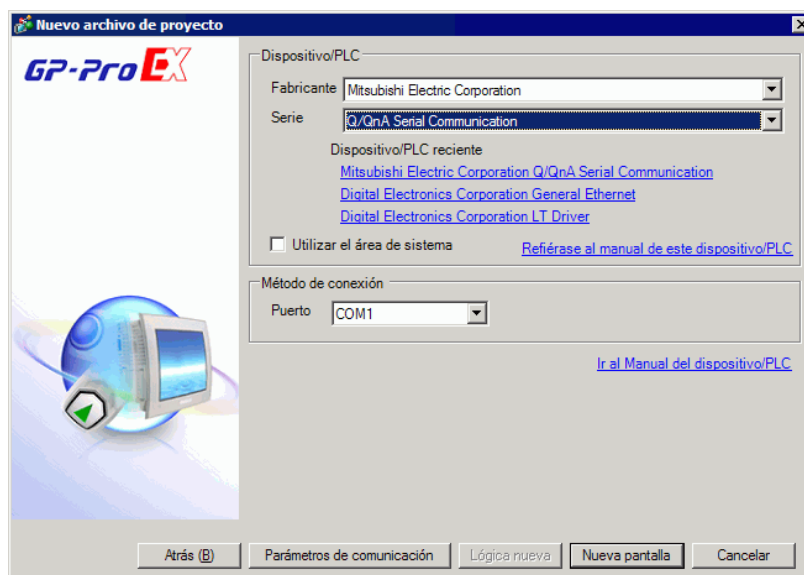 Nuevo archivo de proyecto
GP-Pro EX
Dispositivo/PLC
Fabricante Mitsubishi Electric Corporation
Serie Q/QnA Serial Communication
Dispositivo/PLC reciente
Mitsubishi Electric Corporation Q/QnA Serial Communication
Digital Electronics Corporation General Ethernet
Digital Electronics Corporation LT Driver
Utilizar el área de sistema Refiérase al manual de este dispositivo/PLC
Método de conexión
Puerto COM1
Ir al Manual del dispositivo/PLC
Atrás (B) Parámetros de comunicación Lógica nueva Nueva pantalla Cancelar